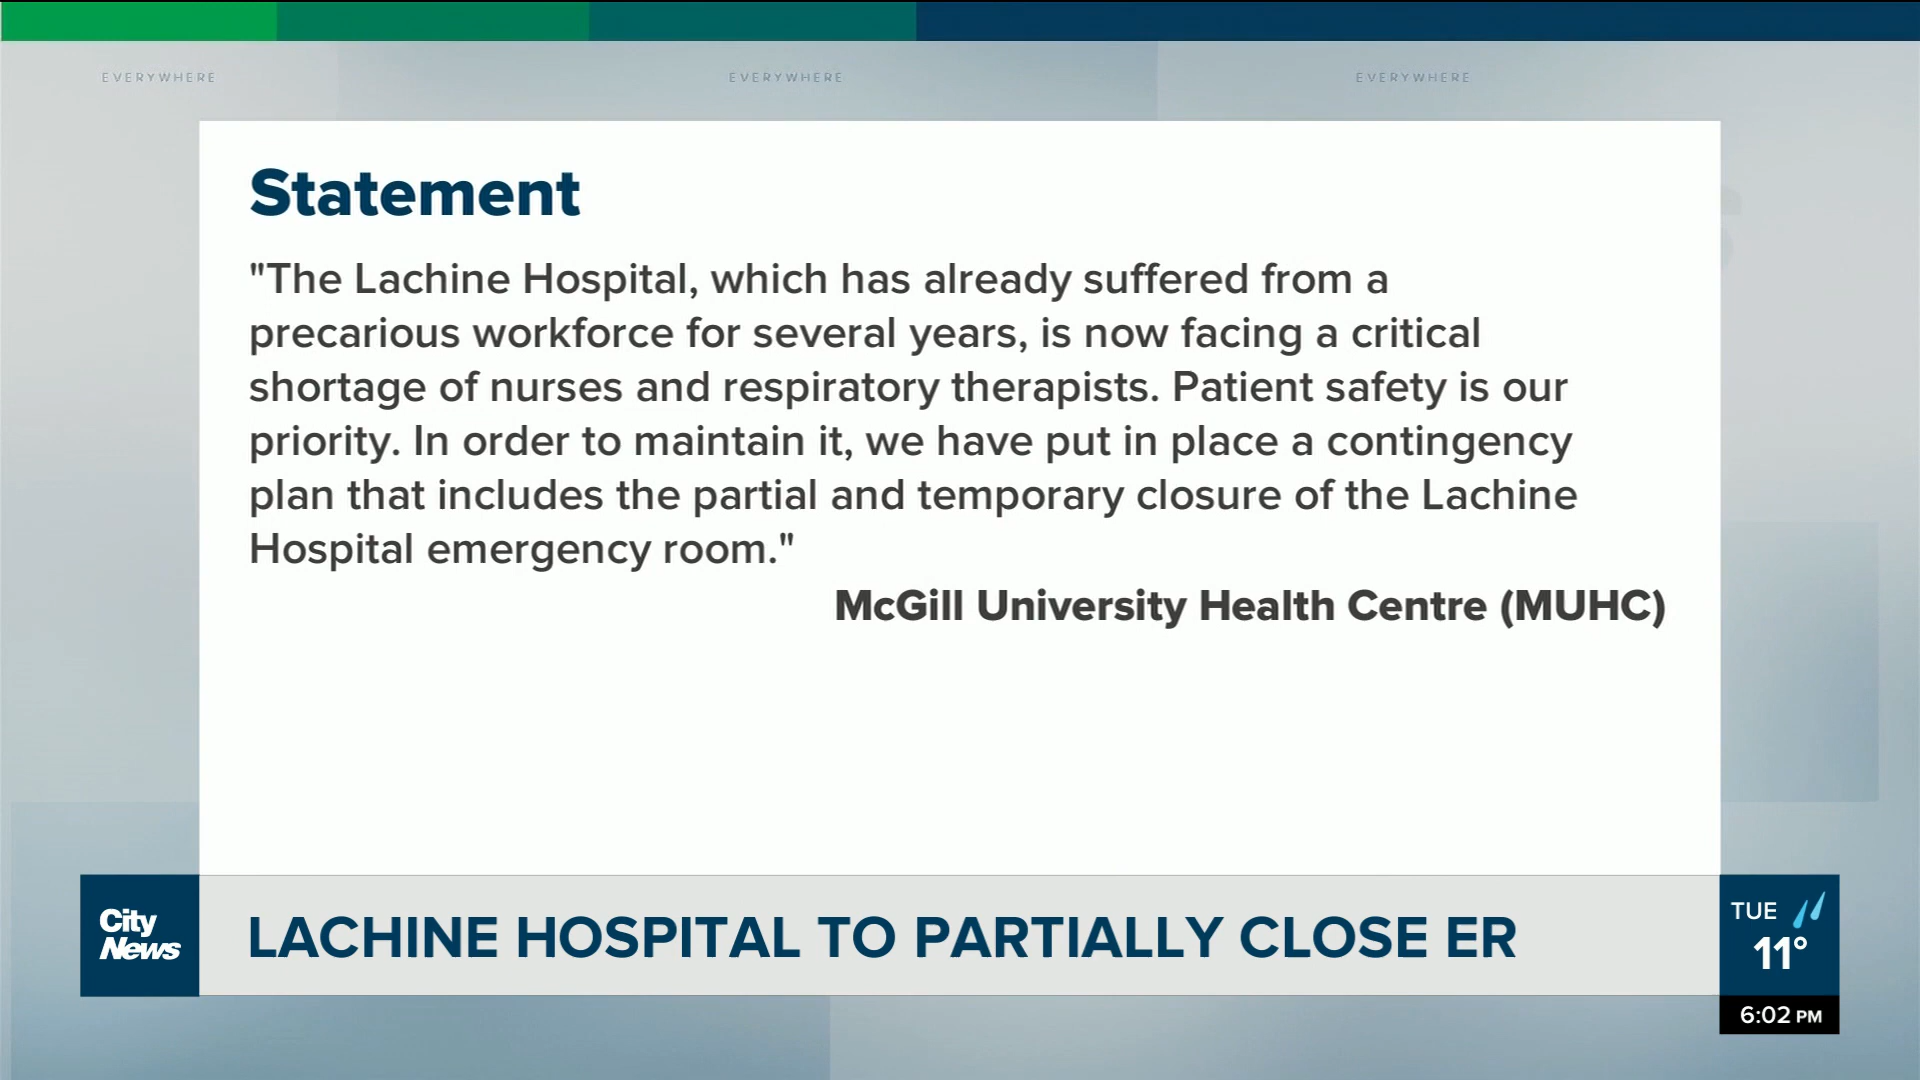 EVERYWHERE EVERYWHERE EVERYWHERE
Statement
"The Lachine Hospital, which has already suffered from a
precarious workforce for several years, is now facing a critical
shortage of nurses and respiratory therapists. Patient safety is our
priority. In order to maintain it, we have put in place a contingency
plan that includes the partial and temporary closure of the Lachine
Hospital emergency room."
McGill University Health Centre (MUHC)
City
News
LACHINE HOSPITAL TO PARTIALLY CLOSE ER
TUE
11°
6:02 PM